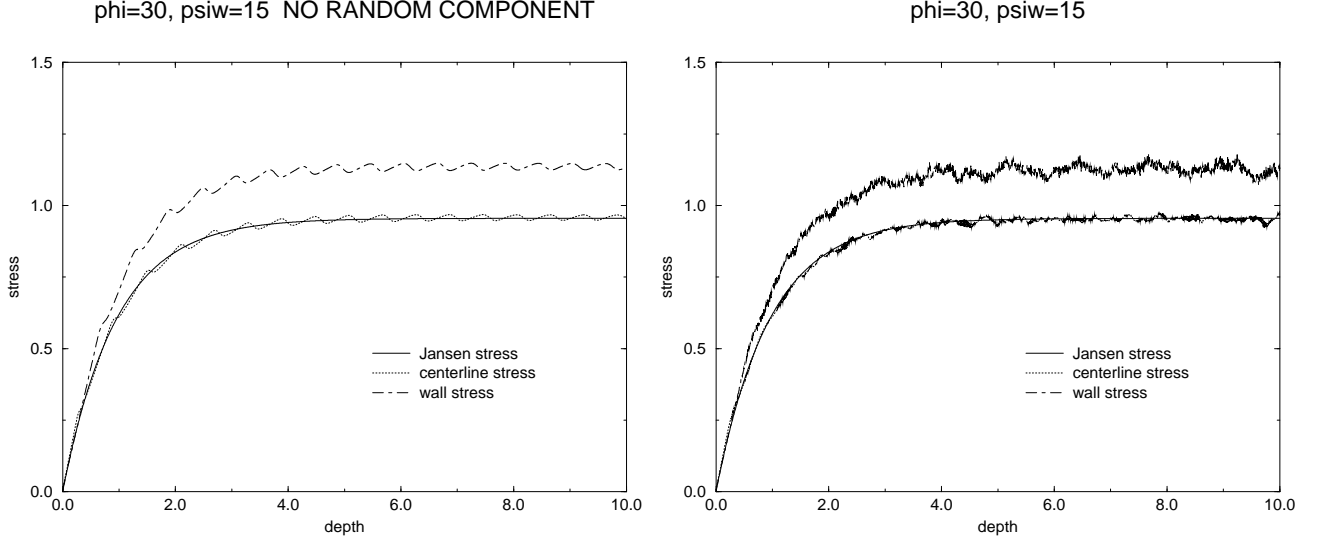 phi=30, psiw=15 NO RANDOM COMPONENT
1.5
1.0
stress
0.5
Jansen stress
centerline stress
wall stress
0.0
0.0 2.0 4.0 6.0 8.0 10.0
depth
phi=30, psiw=15
1.5
1.0
stress
0.5
Jansen stress
centerline stress
wall stress
0.0
0.0 2.0 4.0 6.0 8.0 10.0
depth